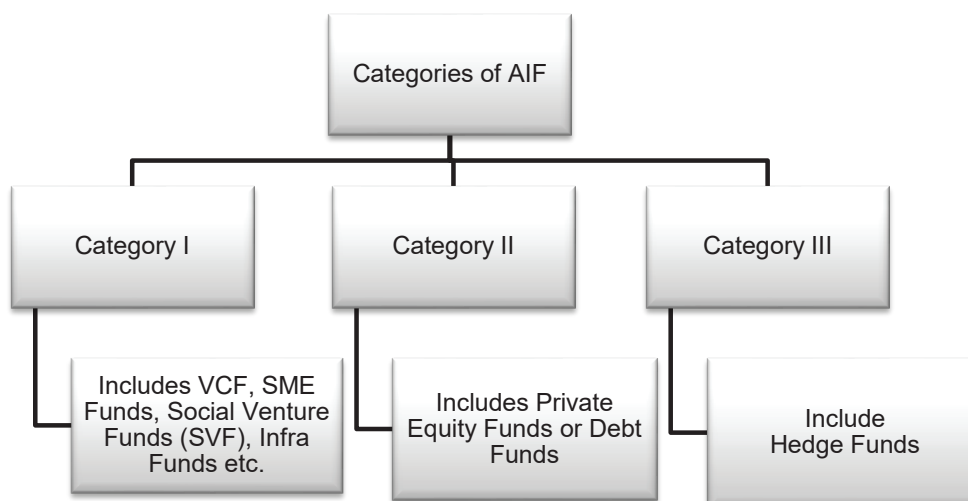 Categories of AIF
Category I
Category II
Category III
Includes VCF, SME
Funds, Social Venture
Funds (SVF), Infra
Funds etc.
Includes Private
Equity Funds or Debt
Funds
Include
Hedge Funds